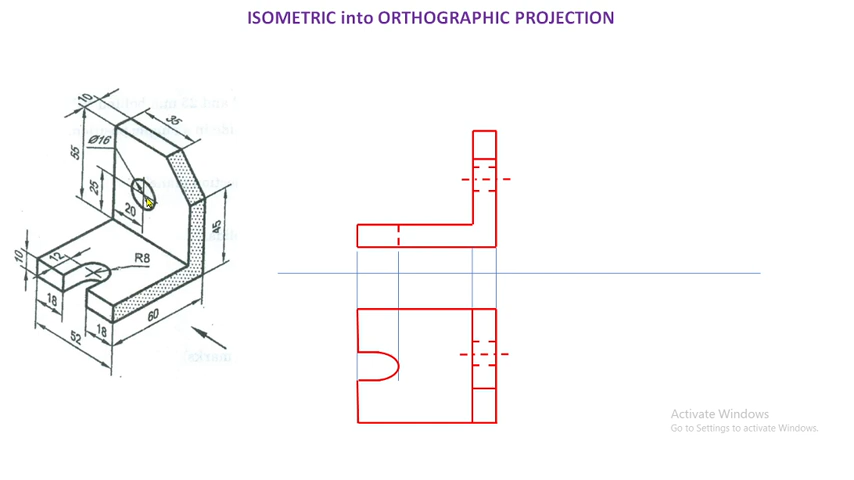 ISOMETRIC into ORTHOGRAPHIC PROJECTION
10
35
Ø16
55
25
20
45
10
12
R8
18
18
60
52
Activate Windows
Go to Settings to activate Windows.